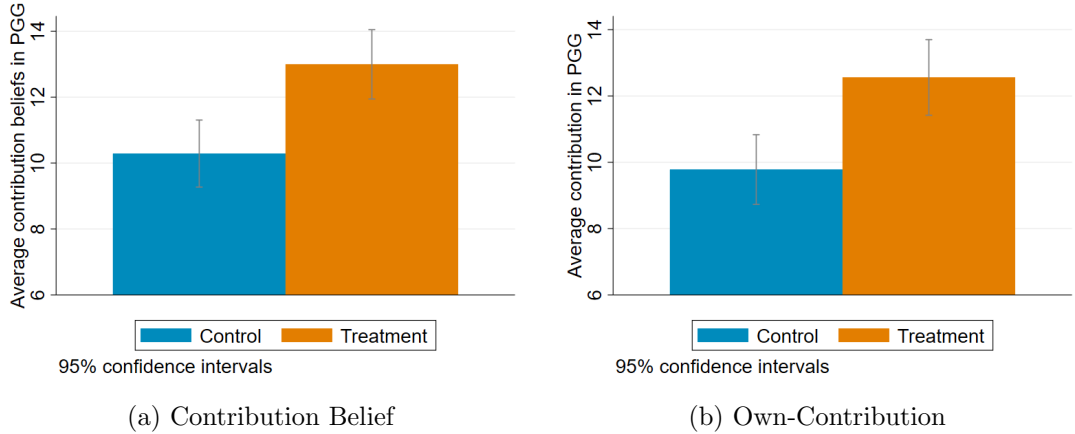 Average contribution beliefs in PGG
14
12
10
8
6
Control Treatment
95% confidence intervals
(a) Contribution Belief
Average contribution in PGG
14
12
10
8
6
Control Treatment
95% confidence intervals
(b) Own-Contribution